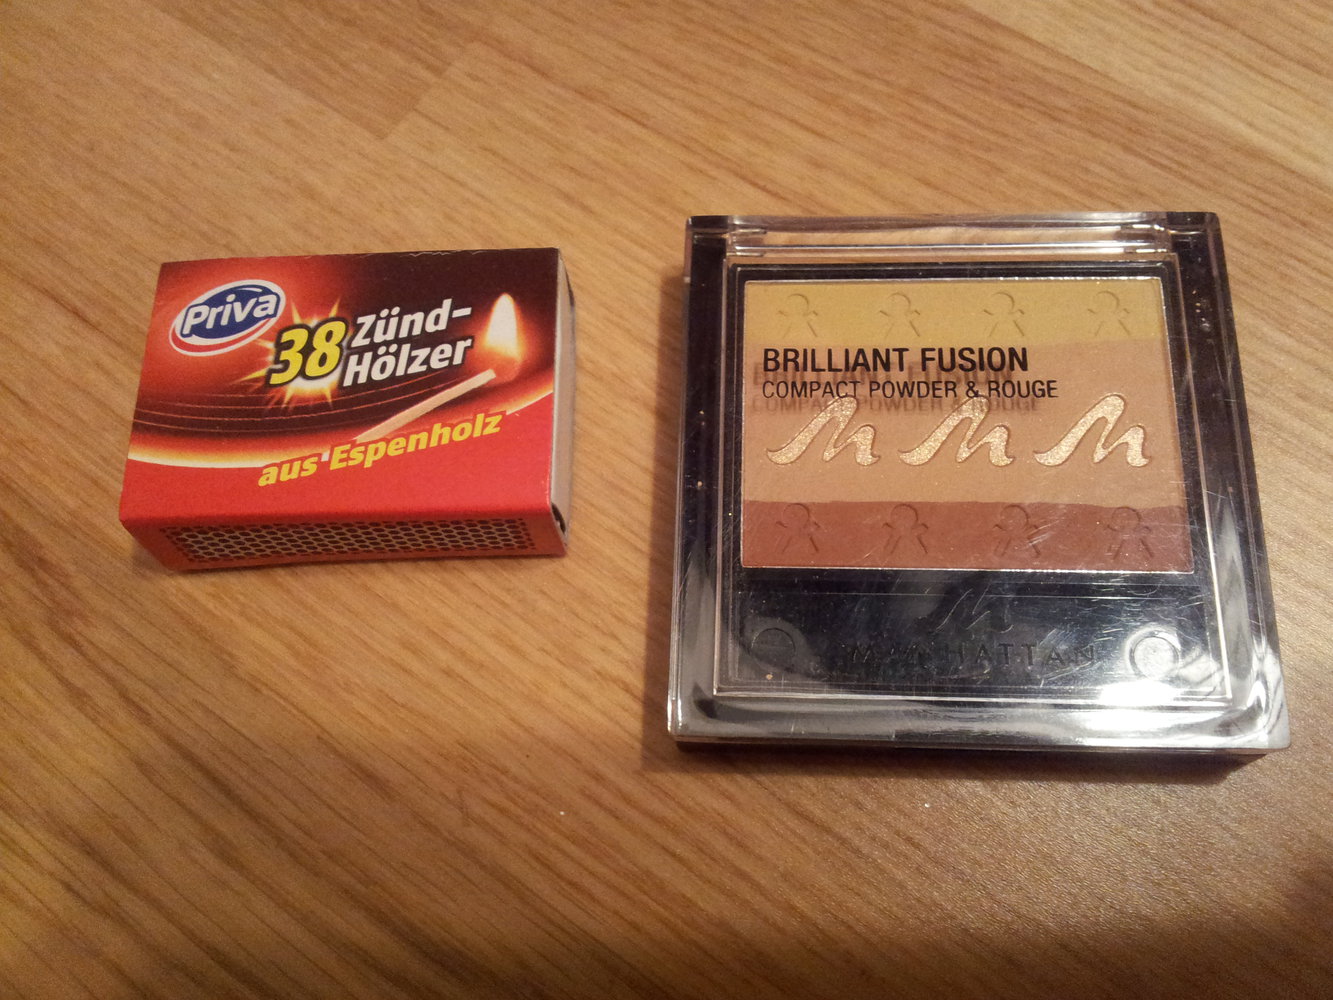 Priva
38 Zünd-
Hölzer
aus Espenholz
BRILLIANT FUSION
COMPACT POWDER & ROUGE
M M M
MANHATTAN